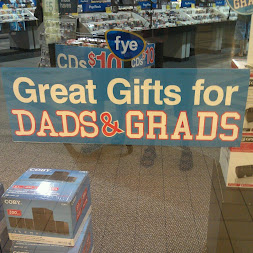 fye
CDs $10
Great Gifts for
DADS & GRADS
COBY